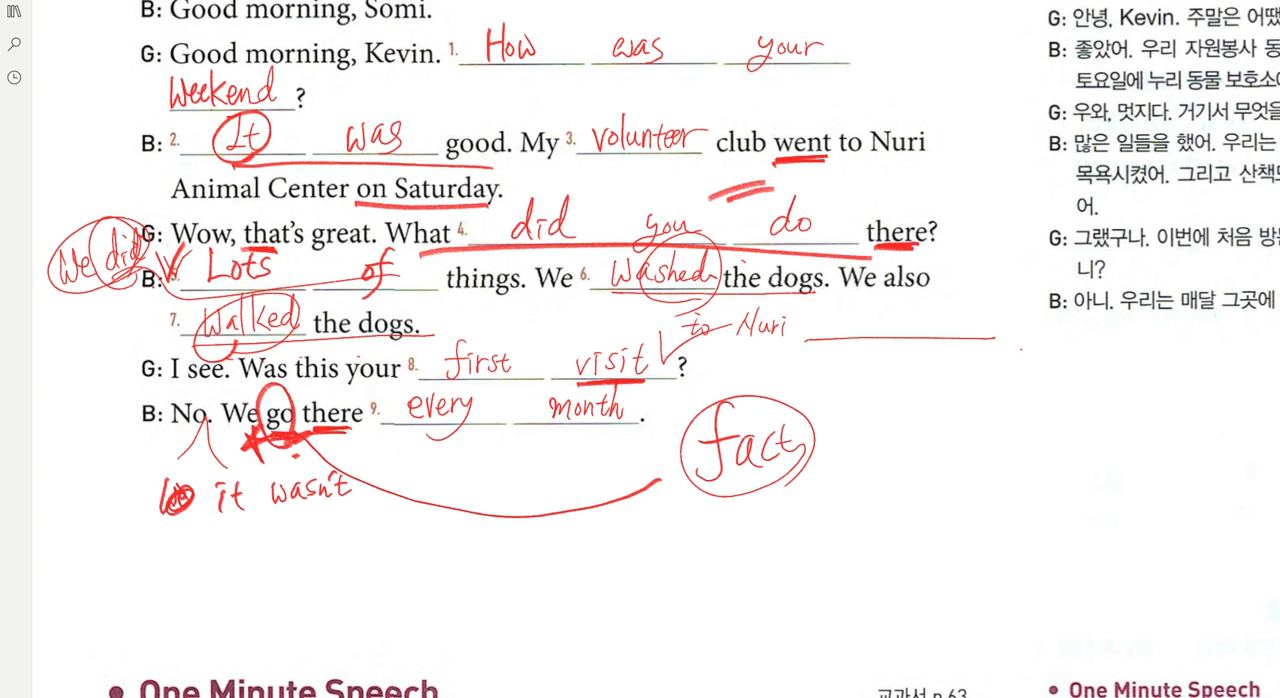 B: Good morning, Somi.
G: Good morning, Kevin. 1. How was your
Weekend ?
B: 2. It was good. My 3. volunteer club went to Nuri
Animal Center on Saturday.
G: Wow, that's great. What 4. did you do there?
We did
B: Lots of things. We 6. washed the dogs. We also
7. walked the dogs.
to Nuri
G: I see. Was this your 8. first visit ?
B: No. We go there 9. every month .
fact
it wasn't
One Minute Speech
교과서 p.63
G: 안녕, Kevin. 주말은 어땠
B: 좋았어. 우리 자원봉사 동
토요일에 누리 동물 보호소
G: 우와, 멋지다. 거기서 무엇을
B: 많은 일들을 했어. 우리는
목욕시켰어. 그리고 산책도
어.
G: 그랬구나. 이번에 처음 방문
니?
B: 아니. 우리는 매달 그곳에
One Minute Speech